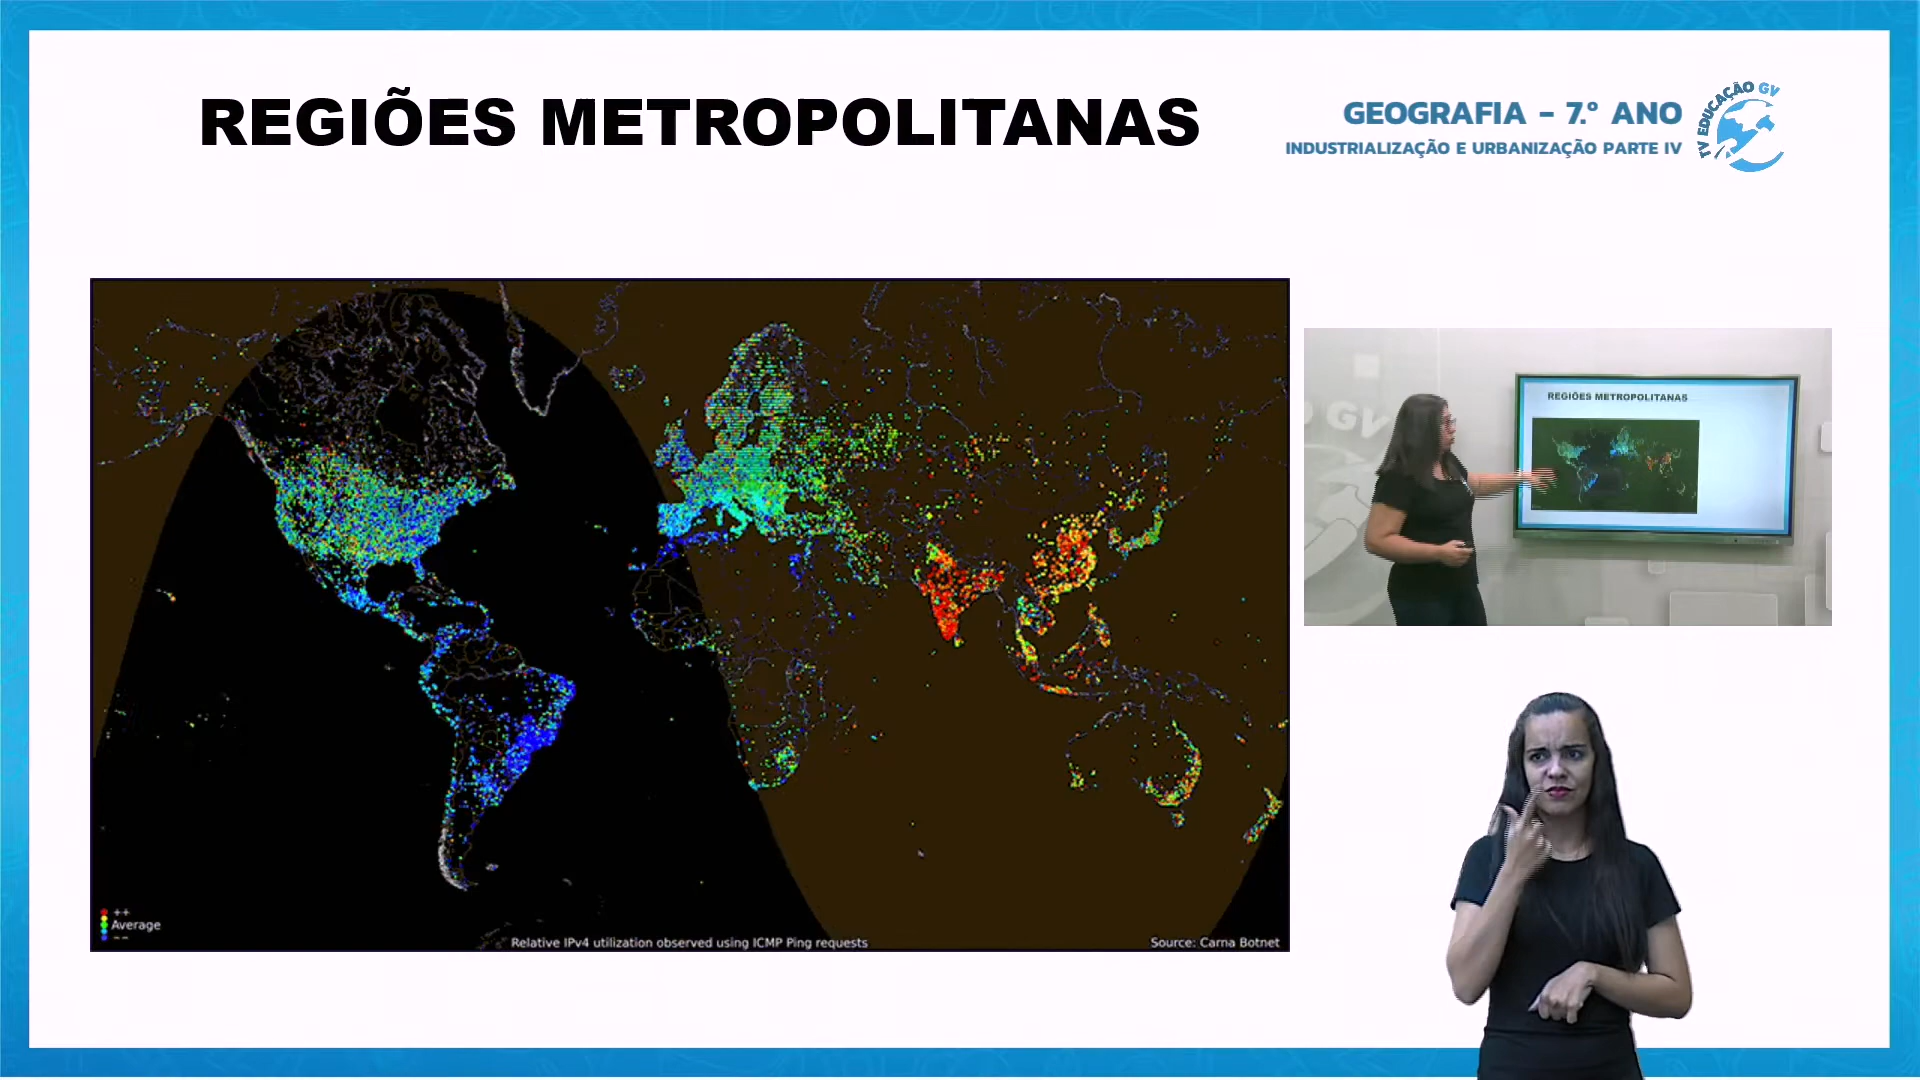 REGIÕES METROPOLITANAS
GEOGRAFIA - 7.º ANO
INDUSTRIALIZAÇÃO E URBANIZAÇÃO PARTE IV
TV EDUCAÇÃO GV
O GV
REGIÕES METROPOLITANAS
++
Average
--
Relative IPv4 utilization observed using ICMP Ping requests
Source: Carna Botnet